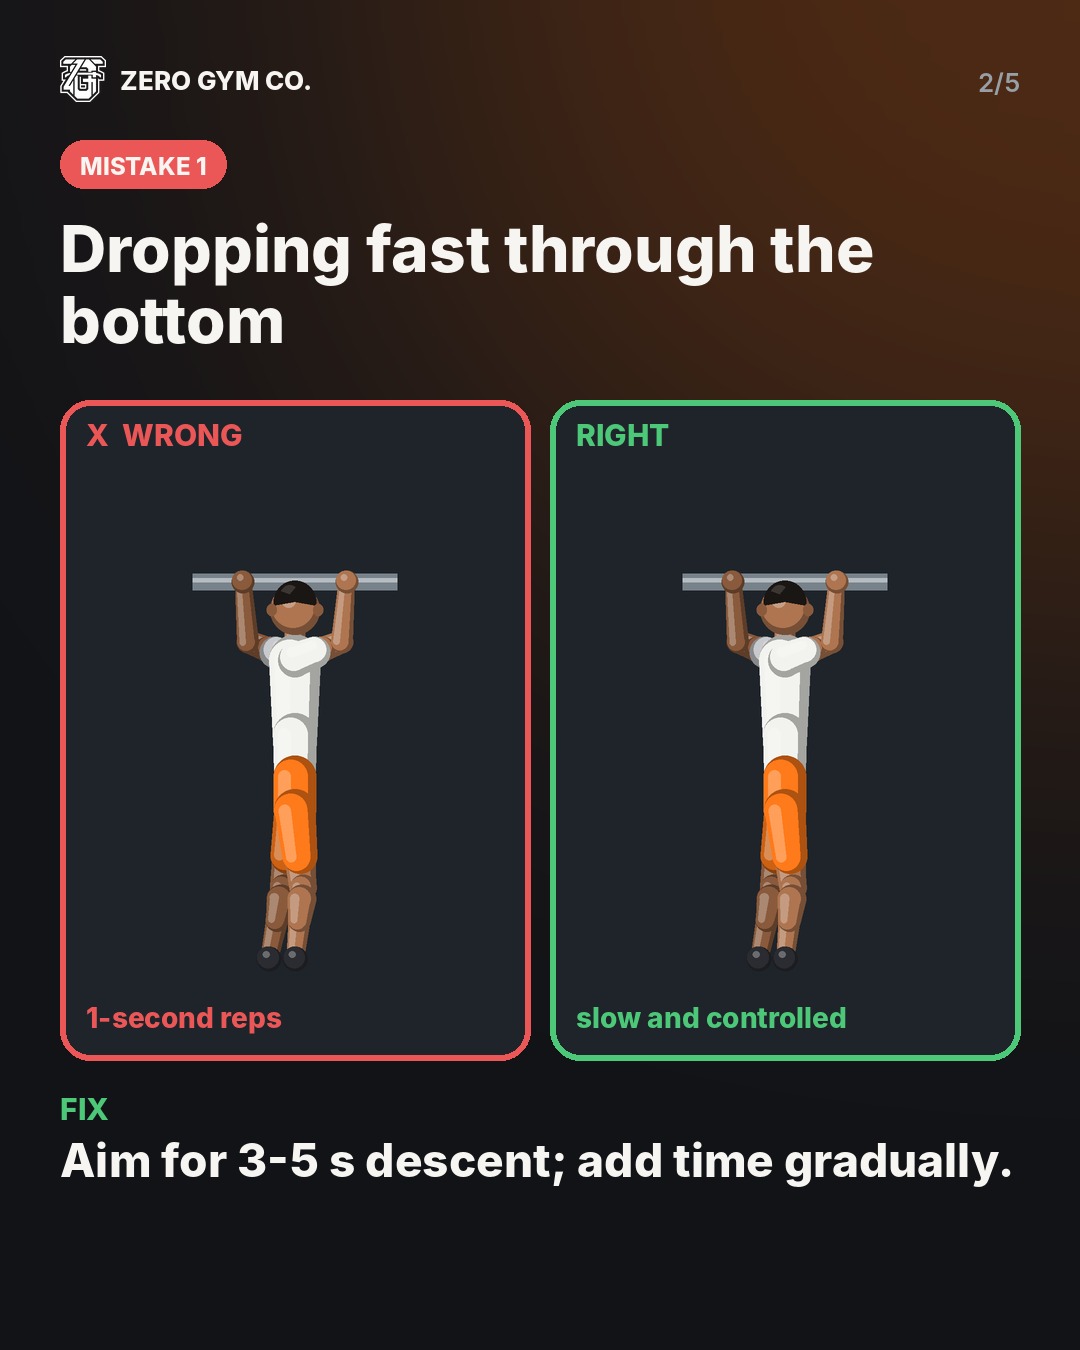 ZERO GYM CO.
2/5
MISTAKE 1
Dropping fast through the
bottom
X WRONG
RIGHT
1-second reps
slow and controlled
FIX
Aim for 3-5 s descent; add time gradually.